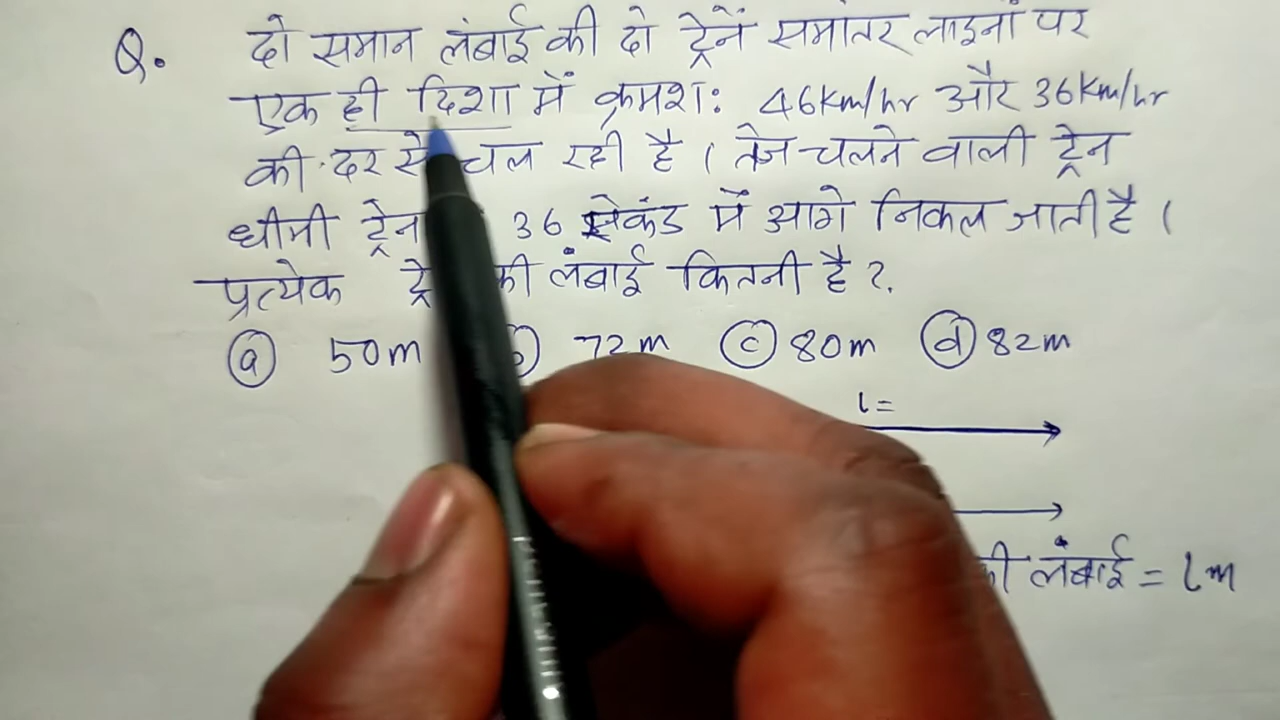 Q. दो समान लंबाई की दो ट्रेनें समांतर लाइनों पर
एक ही दिशा में क्रमशः 46km/hr और 36km/hr
की दर से चल रही है।तेज चलने वाली ट्रेन
धीमी ट्रेन 36 सेकंड में आगे निकल जाती है।
प्रत्येक की लंबाई कितनी है?
(a) 50m 72m (c) 80m (d) 82m
l=
की लंबाई = l m